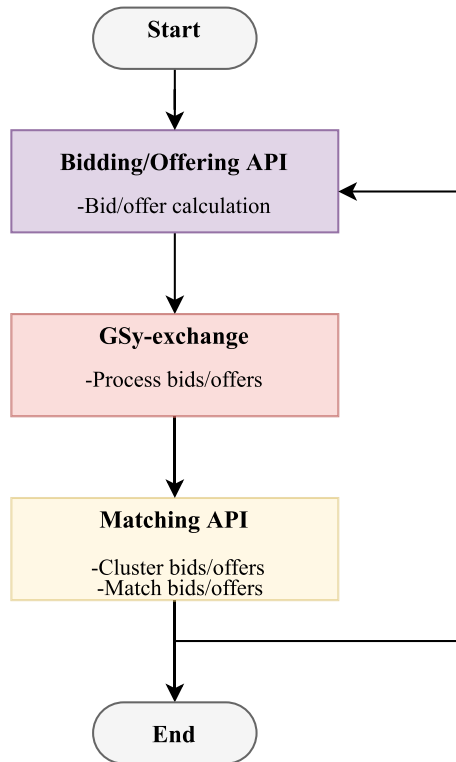 Start
Bidding/Offering API
-Bid/offer calculation
GSy-exchange
-Process bids/offers
Matching API
-Cluster bids/offers
-Match bids/offers
End